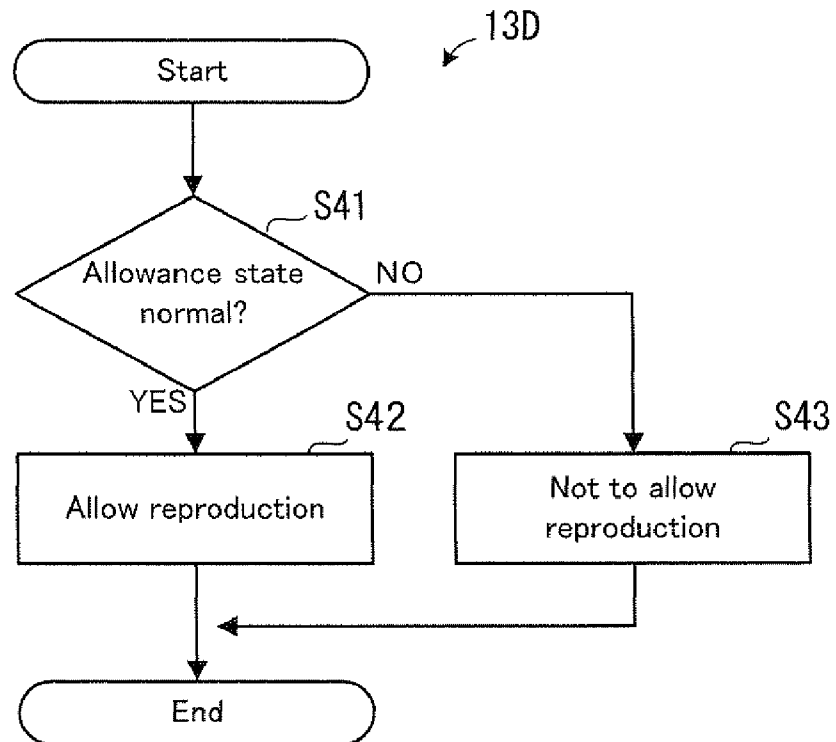 13D
Start
S41
Allowance state
normal?
NO
YES
S42
Allow reproduction
S43
Not to allow
reproduction
End